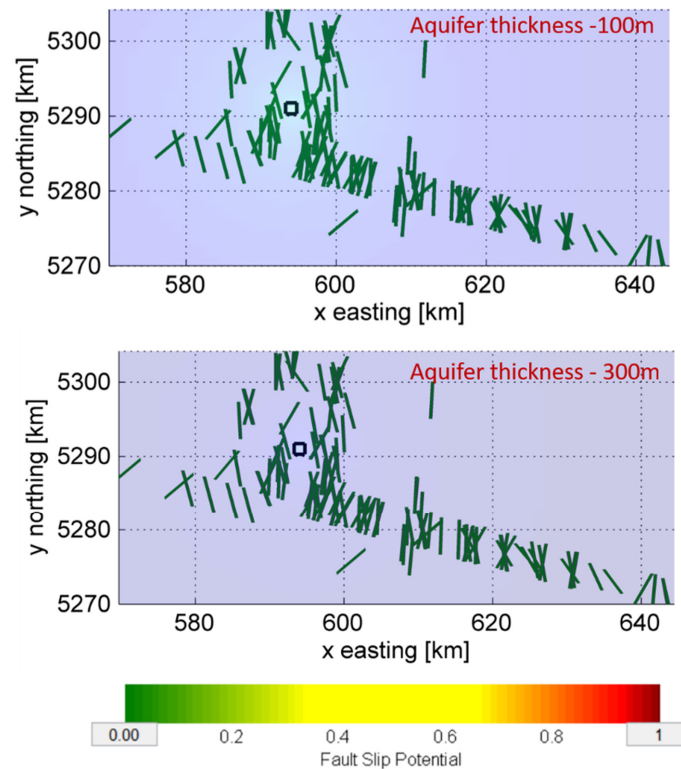 Aquifer thickness -100m
5300
5290
5280
5270
y northing [km]
580 600 620 640
x easting [km]
Aquifer thickness - 300m
5300
5290
5280
5270
y northing [km]
580 600 620 640
x easting [km]
0.00 0.2 0.4 0.6 0.8 1
Fault Slip Potential